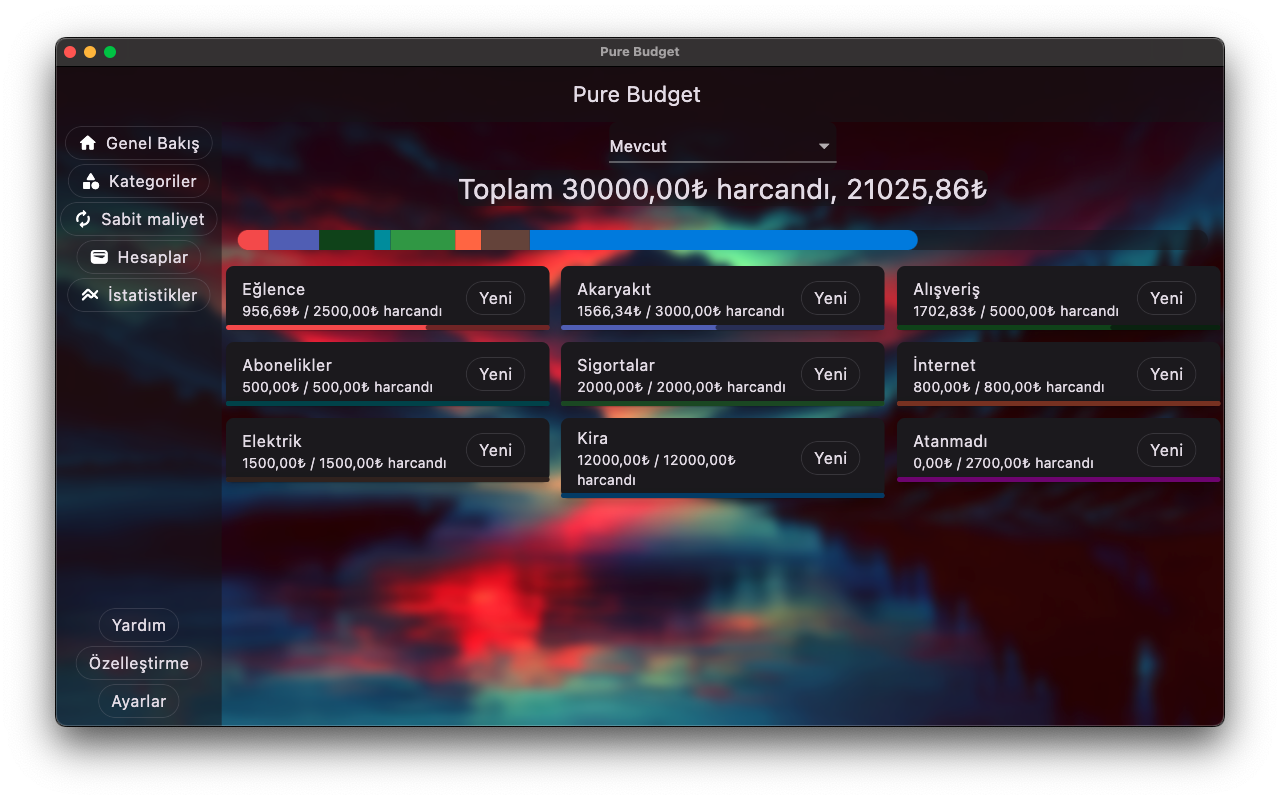 Pure Budget
Pure Budget
Genel Bakış
Kategoriler
Sabit maliyet
Hesaplar
İstatistikler
Mevcut
Toplam 30000,00₺ harcandı, 21025,86₺
Eğlence
956,69₺ / 2500,00₺ harcandı
Yeni
Akaryakıt
1566,34₺ / 3000,00₺ harcandı
Yeni
Alışveriş
1702,83₺ / 5000,00₺ harcandı
Yeni
Abonelikler
500,00₺ / 500,00₺ harcandı
Yeni
Sigortalar
2000,00₺ / 2000,00₺ harcandı
Yeni
İnternet
800,00₺ / 800,00₺ harcandı
Yeni
Elektrik
1500,00₺ / 1500,00₺ harcandı
Yeni
Kira
12000,00₺ / 12000,00₺
harcandı
Yeni
Atanmadı
0,00₺ / 2700,00₺ harcandı
Yeni
Yardım
Özelleştirme
Ayarlar